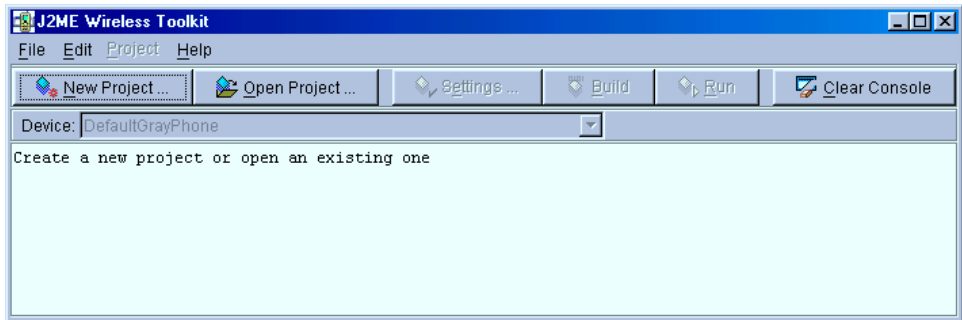 J2ME Wireless Toolkit
File Edit Project Help
New Project ... Open Project ... Settings ... Build Run Clear Console
Device: DefaultGrayPhone
Create a new project or open an existing one